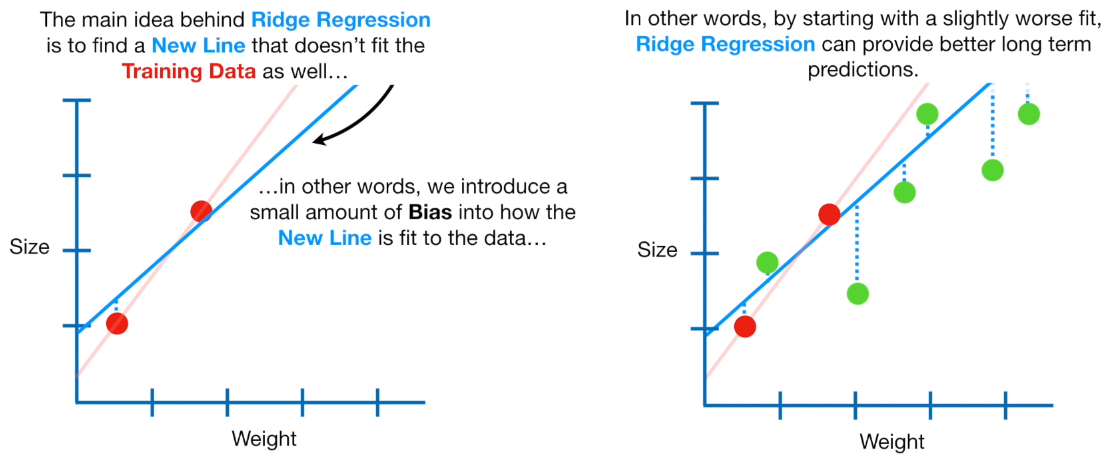 The main idea behind Ridge Regression
is to find a New Line that doesn't fit the
Training Data as well…
…in other words, we introduce a
small amount of Bias into how the
New Line is fit to the data…
Size
Weight
In other words, by starting with a slightly worse fit,
Ridge Regression can provide better long term
predictions.
Size
Weight